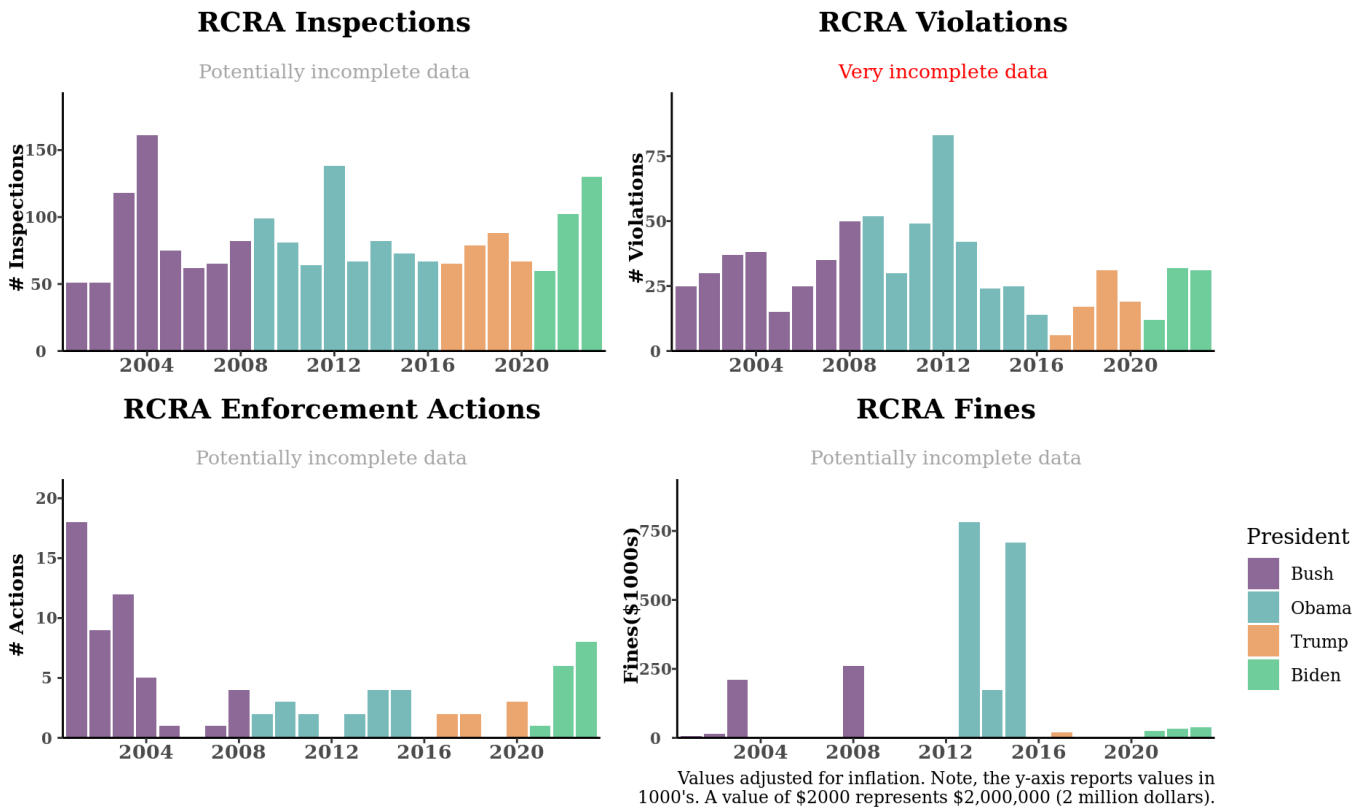 RCRA Inspections
Potentially incomplete data
# Inspections
150
100
50
0
2004
2008
2012
2016
2020
RCRA Violations
Very incomplete data
# Violations
75
50
25
0
2004
2008
2012
2016
2020
RCRA Enforcement Actions
Potentially incomplete data
# Actions
20
15
10
5
0
2004
2008
2012
2016
2020
RCRA Fines
Potentially incomplete data
Fines($1000s)
750
500
250
0
2004
2008
2012
2016
2020
President
Bush
Obama
Trump
Biden
Values adjusted for inflation. Note, the y-axis reports values in
1000's. A value of $2000 represents $2,000,000 (2 million dollars).